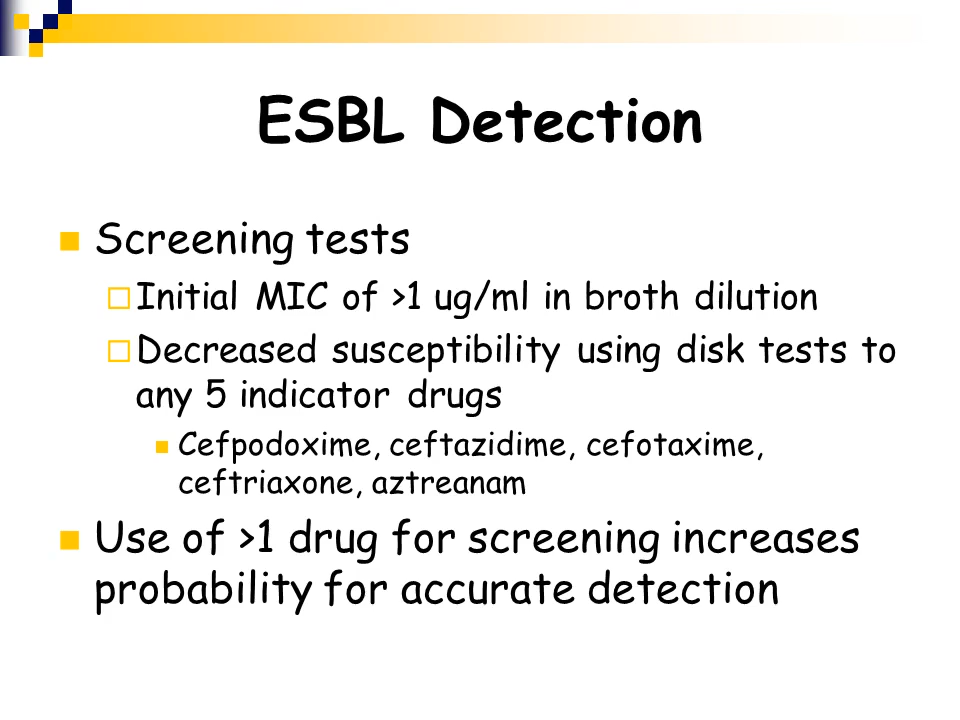 ESBL Detection
Screening tests
Initial MIC of >1 ug/ml in broth dilution
Decreased susceptibility using disk tests to
any 5 indicator drugs
Cefpodoxime, ceftazidime, cefotaxime,
ceftriaxone, aztreanam
Use of >1 drug for screening increases
probability for accurate detection